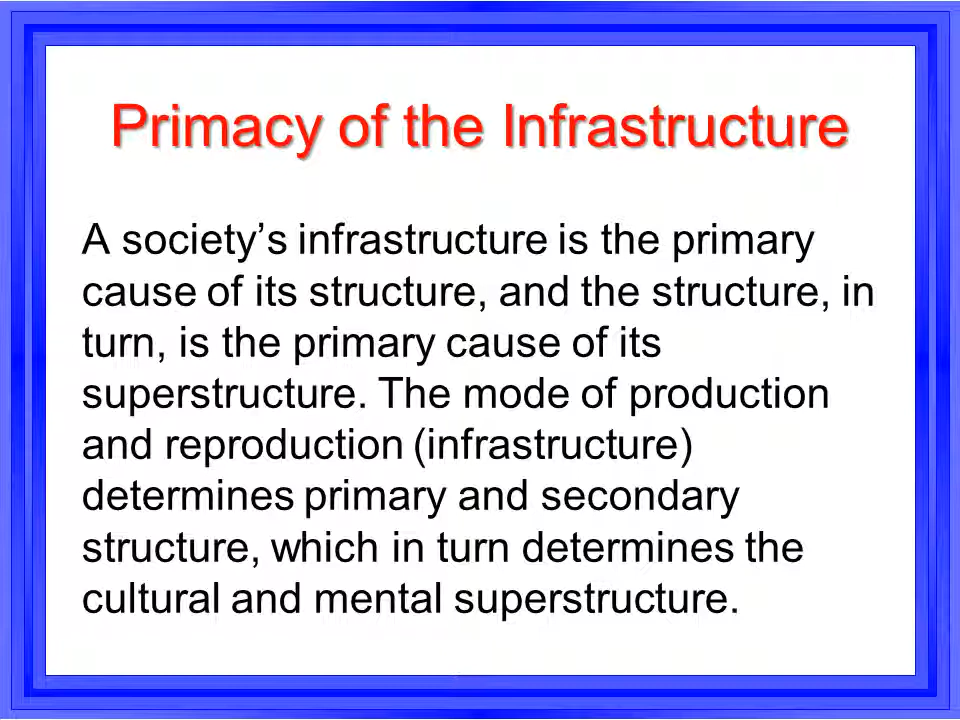 Primacy of the Infrastructure
A society’s infrastructure is the primary
cause of its structure, and the structure, in
turn, is the primary cause of its
superstructure. The mode of production
and reproduction (infrastructure)
determines primary and secondary
structure, which in turn determines the
cultural and mental superstructure.